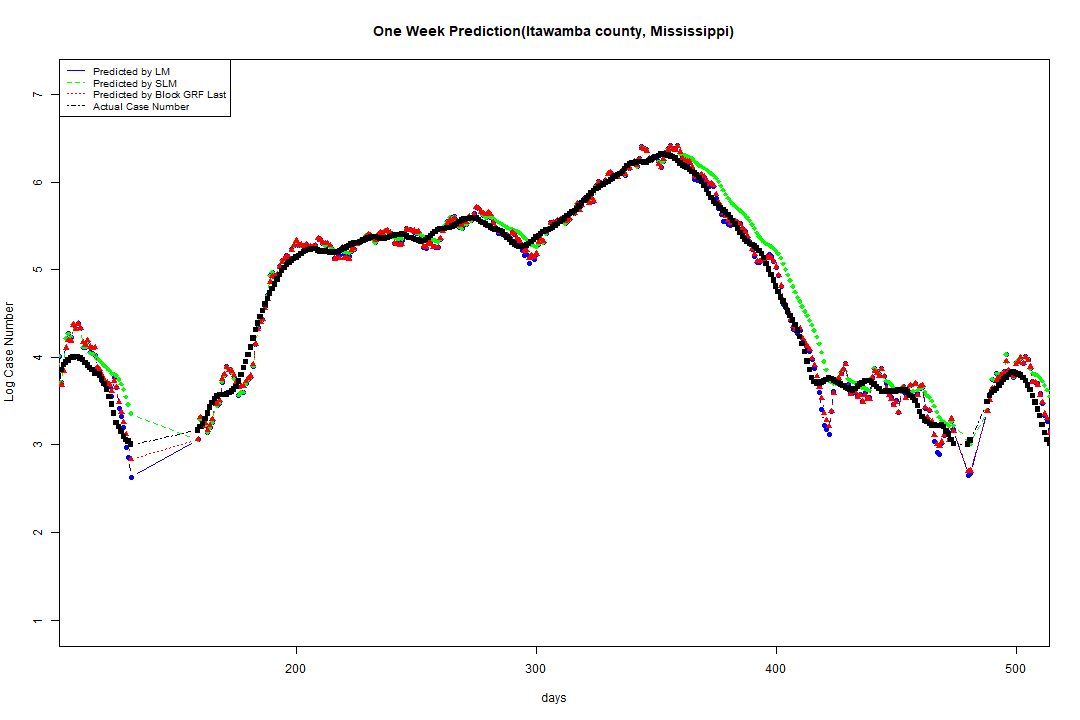 One Week Prediction(Itawamba county, Mississippi)
Predicted by LM
Predicted by SLM
Predicted by Block GRF Last
Actual Case Number
7
6
5
4
3
2
1
Log Case Number
200 300 400 500
days